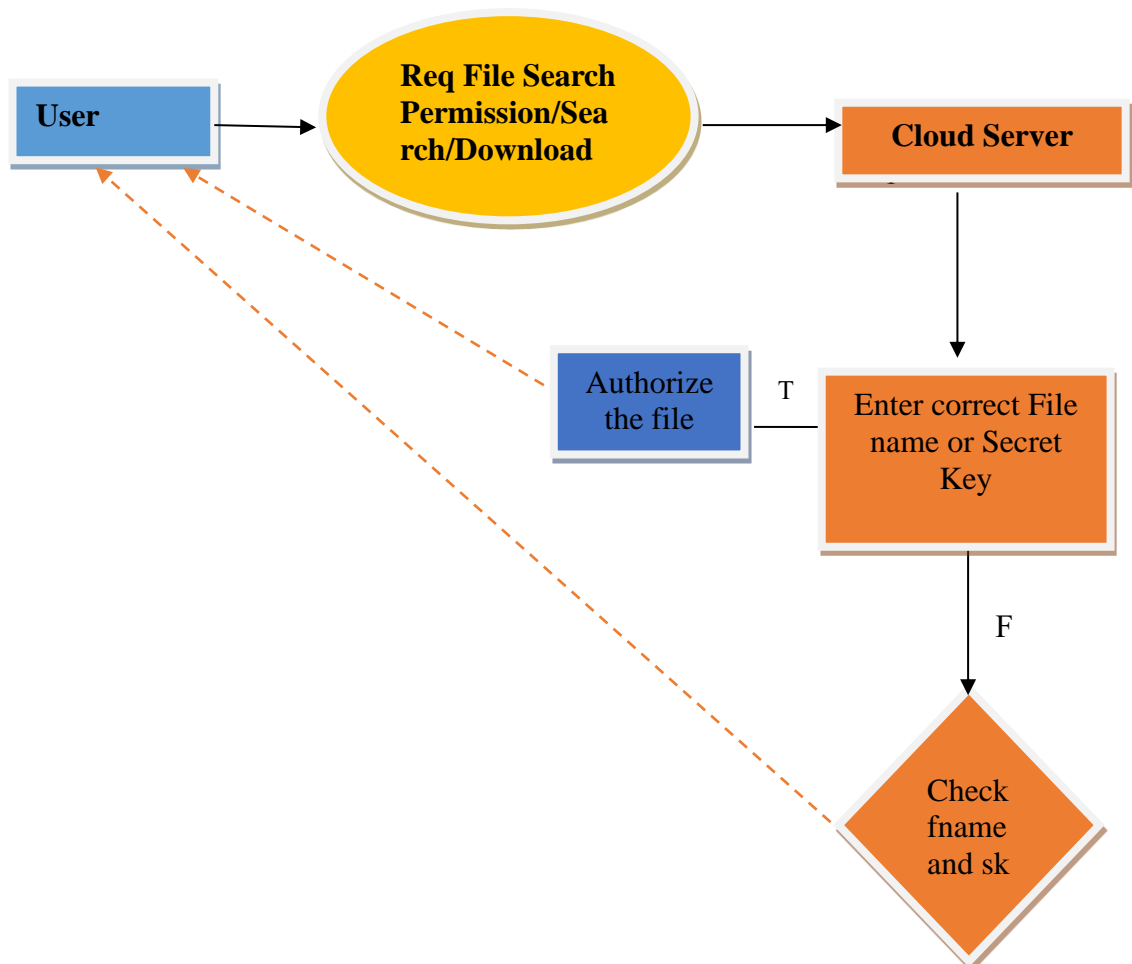 User
Req File Search
Permission/Sea
rch/Download
Cloud Server
Authorize
the file
T
Enter correct File
name or Secret
Key
F
Check
fname
and sk